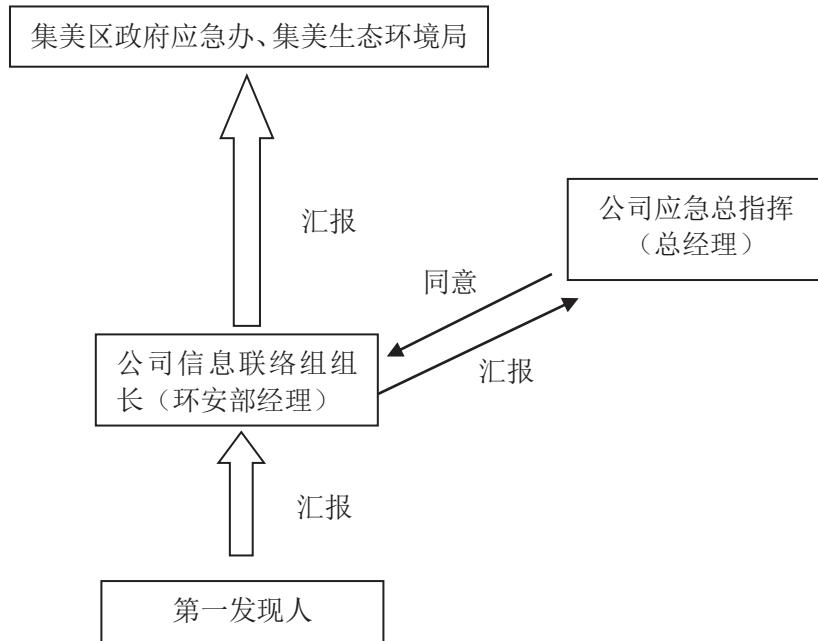 集美区政府应急办、集美生态环境局
汇报
公司应急总指挥
（总经理）
同意
公司信息联络组组
长（环安部经理）
汇报
汇报
第一发现人